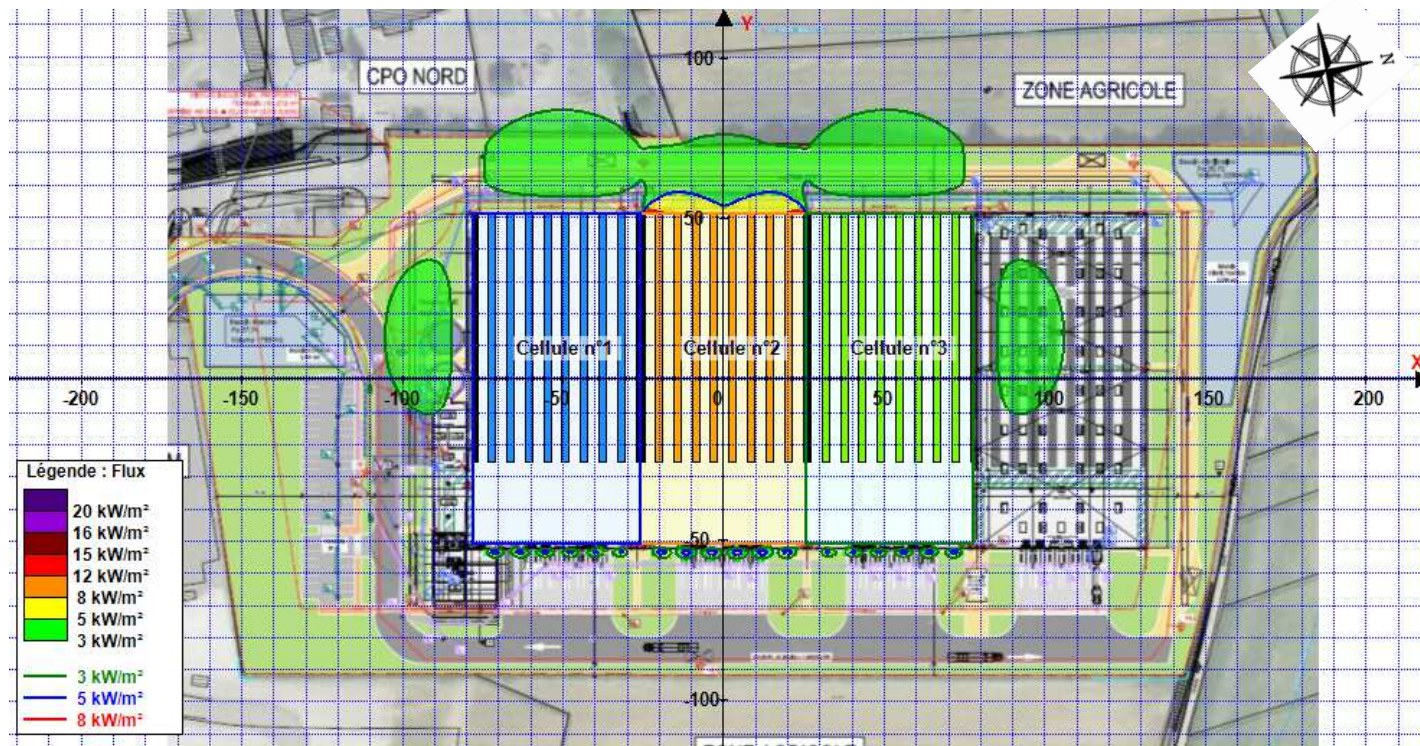 Y
100
CPO NORD
ZONE AGRICOLE
N
50
Cellule n°1
Cellule n°2
Cellule n°3
X
-200
-150
-100
-50
0
50
100
150
200
Légende : Flux
20 kW/m²
16 kW/m²
15 kW/m²
12 kW/m²
8 kW/m²
5 kW/m²
3 kW/m²
3 kW/m²
5 kW/m²
8 kW/m²
-50
-100
ZONE AGRICOLE